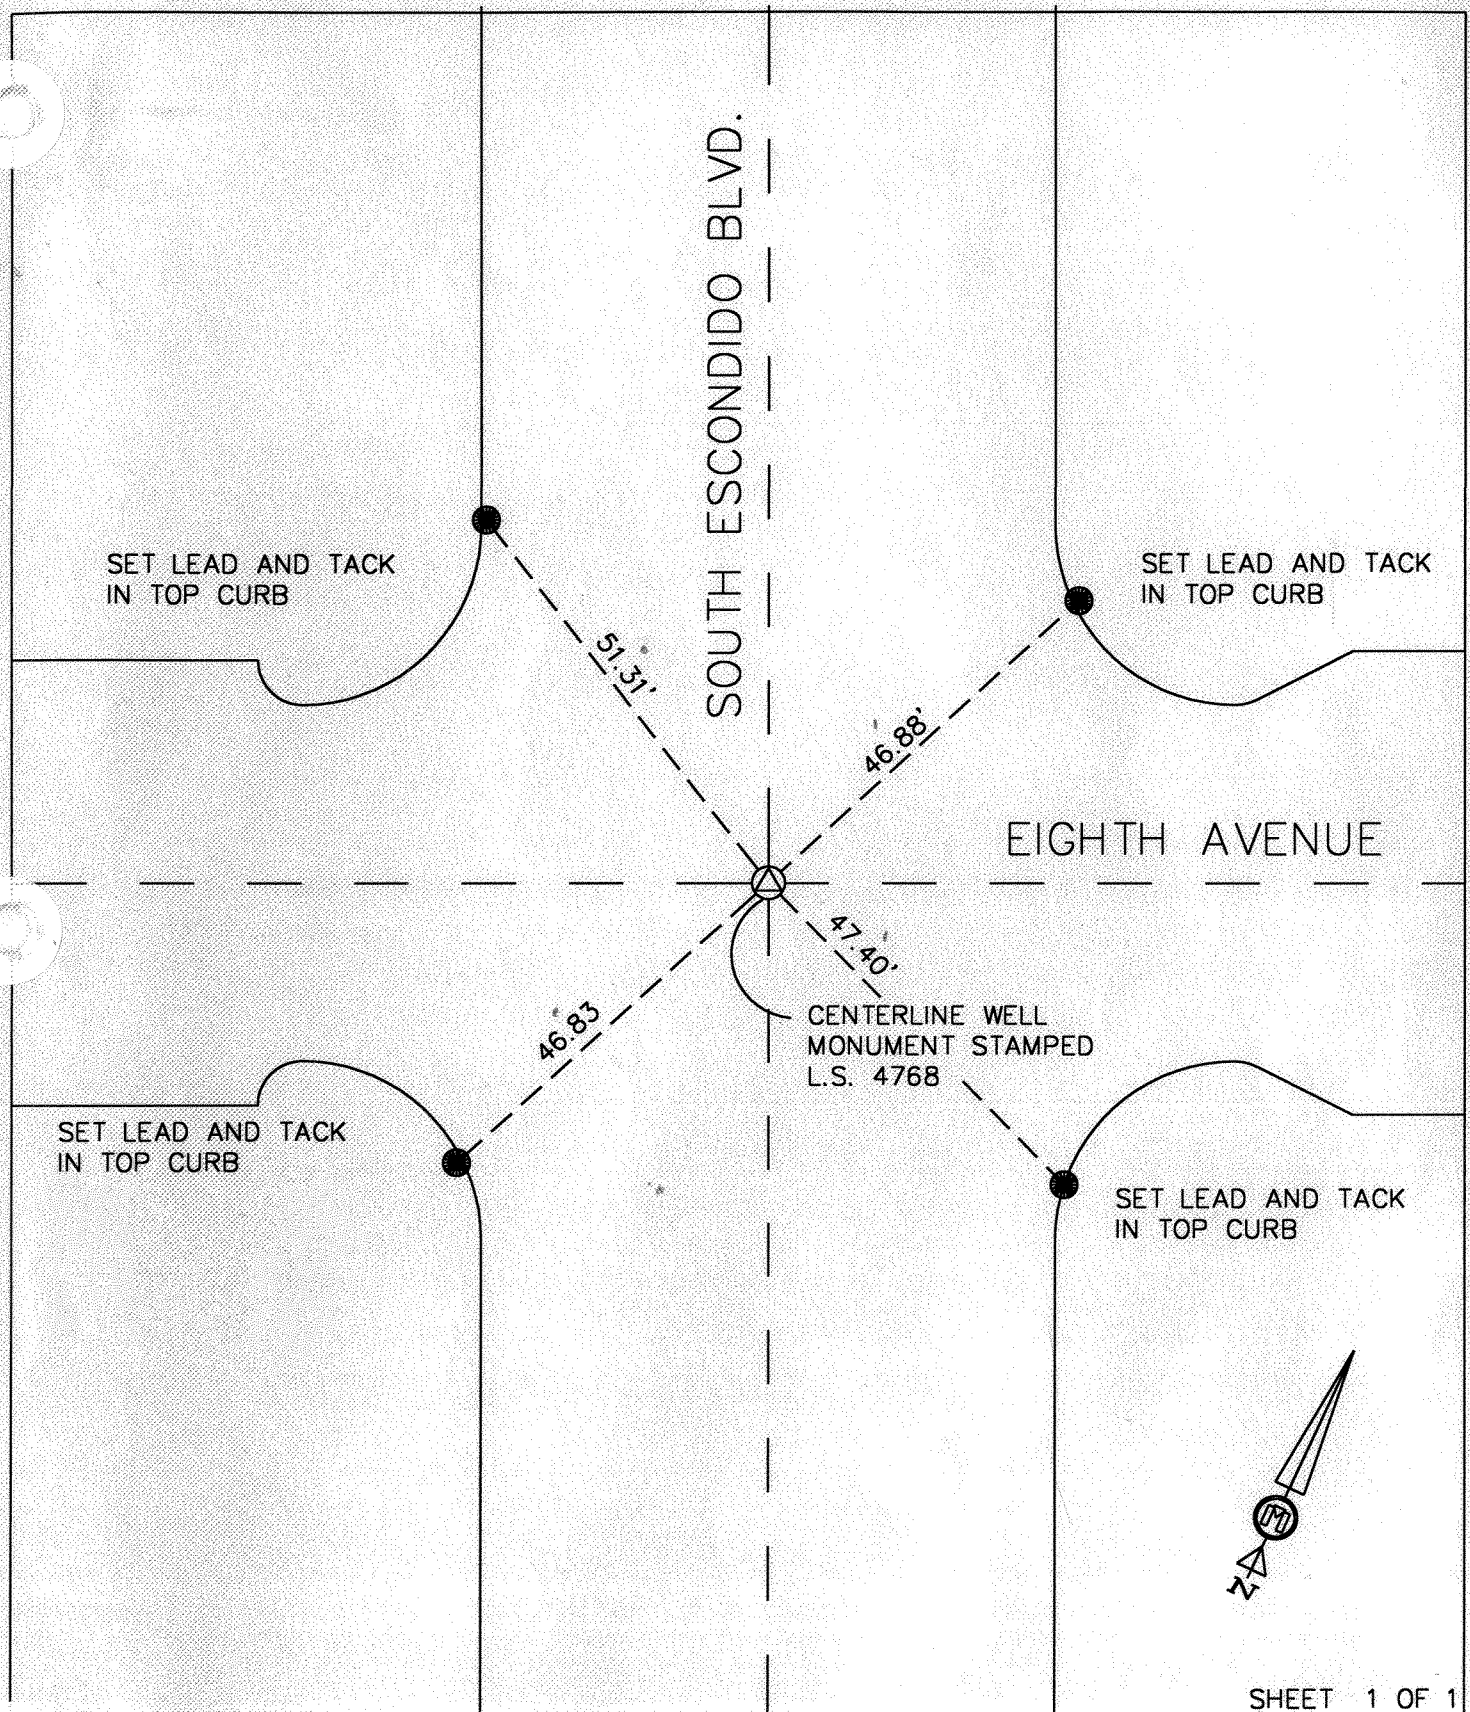 SOUTH ESCONDIDO BLVD.
SET LEAD AND TACK
IN TOP CURB
SET LEAD AND TACK
IN TOP CURB
51.31'
46.88'
EIGHTH AVENUE
47.40'
46.83
CENTERLINE WELL
MONUMENT STAMPED
L.S. 4768
SET LEAD AND TACK
IN TOP CURB
SET LEAD AND TACK
IN TOP CURB
M
N
SHEET 1 OF 1